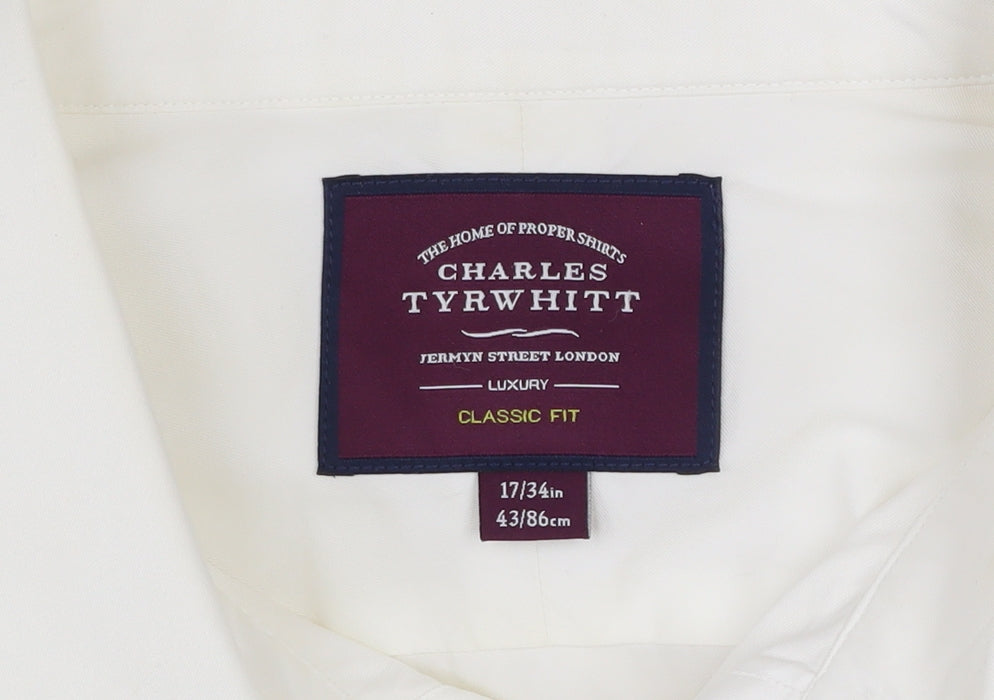 THE HOME OF PROPER SHIRTS
CHARLES
TYRWHITT
JERMYN STREET LONDON
LUXURY
CLASSIC FIT
17/34in
43/86cm